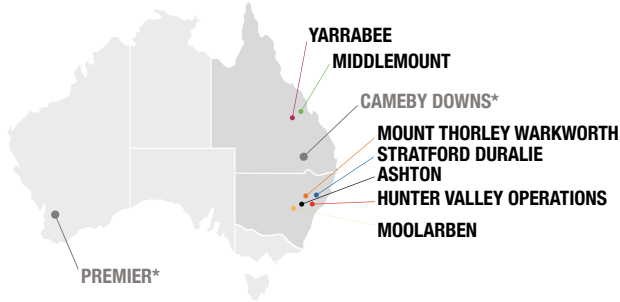 YARRABEE
MIDDLEMOUNT
CAMEBY DOWNS*
MOUNT THORLEY WARKWORTH
STRATFORD DURALIE
ASHTON
HUNTER VALLEY OPERATIONS
MOOLARBEN
PREMIER*